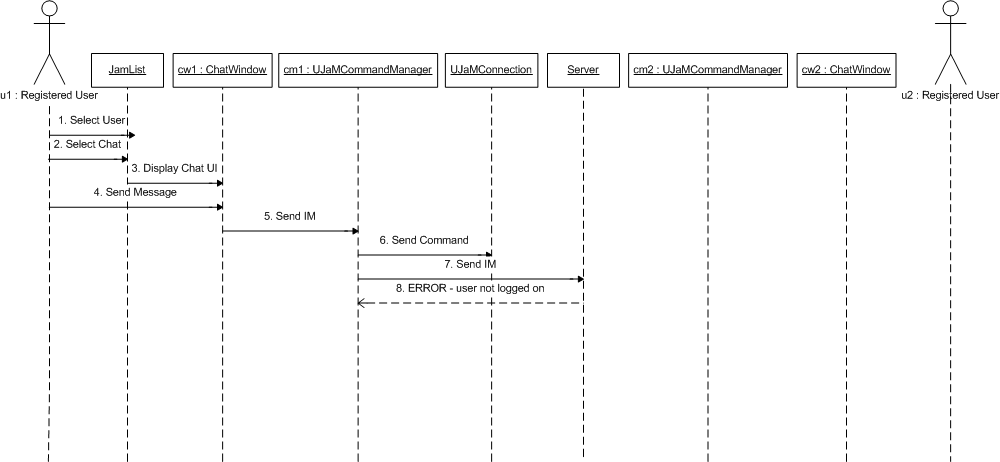 JamList
cw1 : ChatWindow
cm1 : UJaMCommandManager
UJaMConnection
Server
cm2 : UJaMCommandManager
cw2 : ChatWindow
u1 : Registered User
u2 : Registered User
1. Select User
2. Select Chat
3. Display Chat UI
4. Send Message
5. Send IM
6. Send Command
7. Send IM
8. ERROR - user not logged on